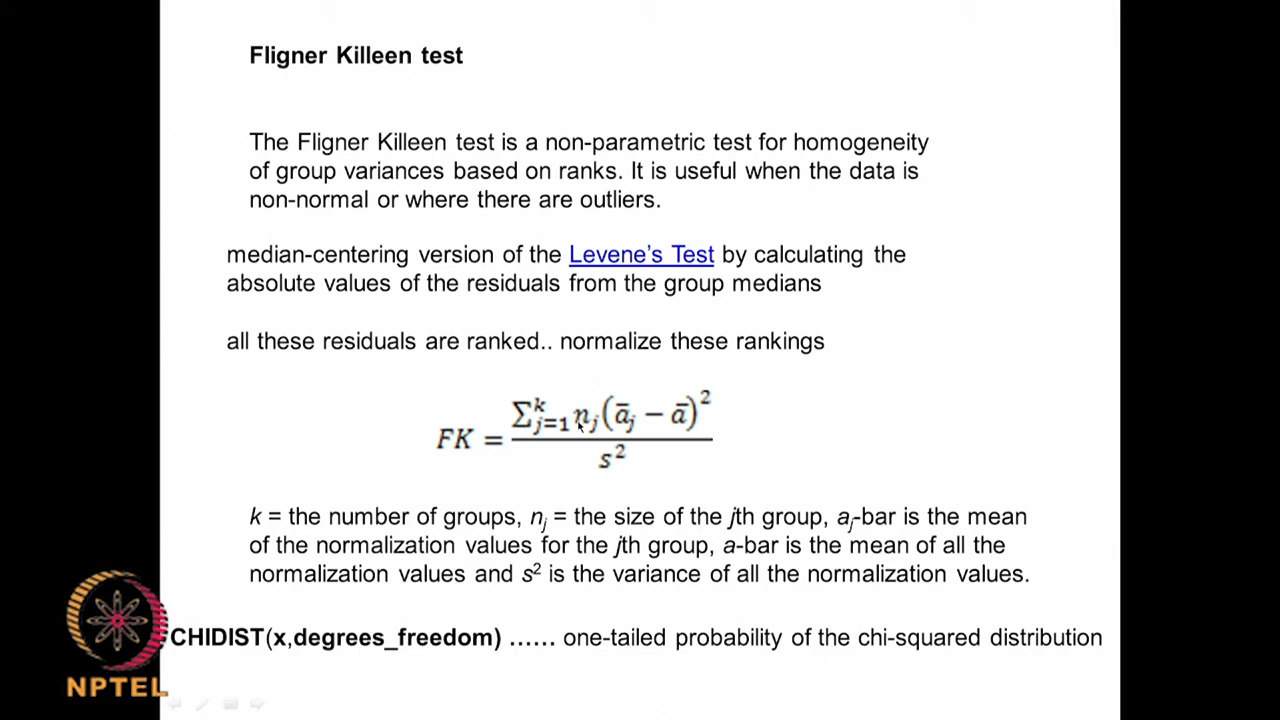 Fligner Killeen test
The Fligner Killeen test is a non-parametric test for homogeneity
of group variances based on ranks. It is useful when the data is
non-normal or where there are outliers.
median-centering version of the Levene's Test by calculating the
absolute values of the residuals from the group medians
all these residuals are ranked.. normalize these rankings
FK = \frac{\sum_{j=1}^{k} n_j(\bar{a}_j − \bar{a})^2}{s^2}
k = the number of groups, n_j = the size of the jth group, a_j-bar is the mean
of the normalization values for the jth group, a-bar is the mean of all the
normalization values and s² is the variance of all the normalization values.
CHIDIST(x,degrees_freedom) …… one-tailed probability of the chi-squared distribution
NPTEL